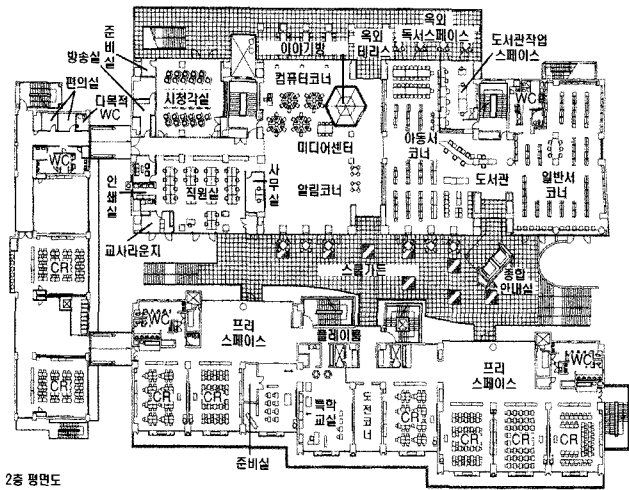 옥외
독서스페이스
옥외
테라스
이야기방
도서관작업
스페이스
준비실
방송실
편의실
다목적
WC
시청각실
컴퓨터코너
WC
미디어센터
아동서
코너
일반서
코너
도서관
WC
인쇄실
직원실
사무실
알림코너
교사라운지
스쿨가든
종합
안내실
CR
WC
프리
스페이스
플레이룸
프리
스페이스
WC
CR
CR
CR
특학
교실
도전코너
CR
CR
CR
CR
준비실
2층 평면도